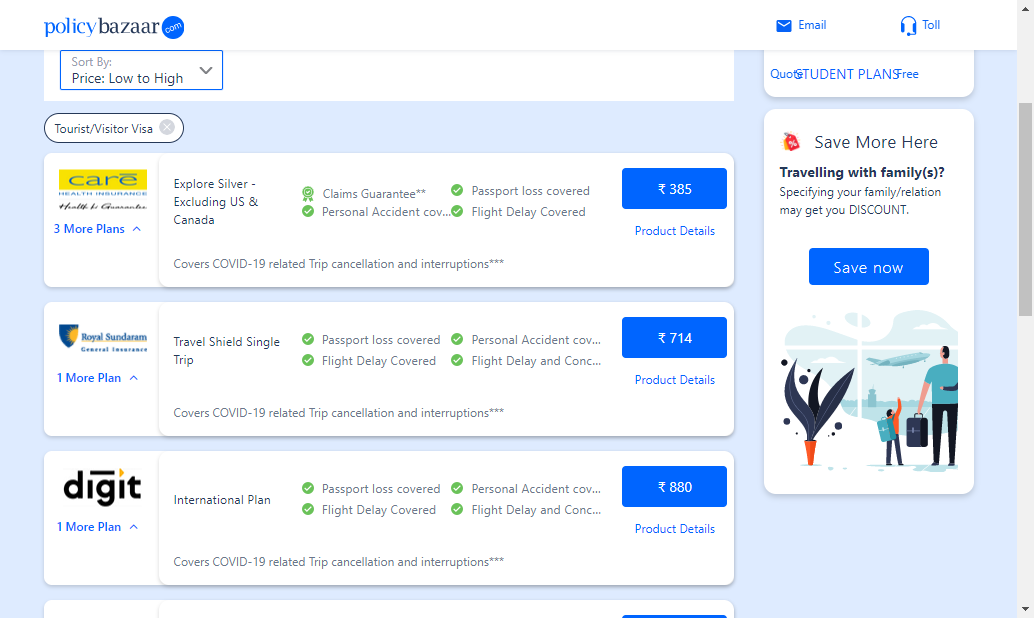 policybazaar.com
Email
Toll
Sort By:
Price: Low to High
Quote
STUDENT PLANS
Free
Tourist/Visitor Visa
care
HEALTH INSURANCE
Health ki Guarantee
3 More Plans
Explore Silver -
Excluding US &
Canada
Claims Guarantee**
Passport loss covered
Personal Accident cov...
Flight Delay Covered
₹ 385
Product Details
Covers COVID-19 related Trip cancellation and interruptions***
Royal Sundaram
General Insurance
1 More Plan
Travel Shield Single
Trip
Passport loss covered
Personal Accident cov...
Flight Delay Covered
Flight Delay and Conc...
₹ 714
Product Details
Covers COVID-19 related Trip cancellation and interruptions***
digit
1 More Plan
International Plan
Passport loss covered
Personal Accident cov...
Flight Delay Covered
Flight Delay and Conc...
₹ 880
Product Details
Covers COVID-19 related Trip cancellation and interruptions***
Save More Here
Travelling with family(s)?
Specifying your family/relation
may get you DISCOUNT.
Save now